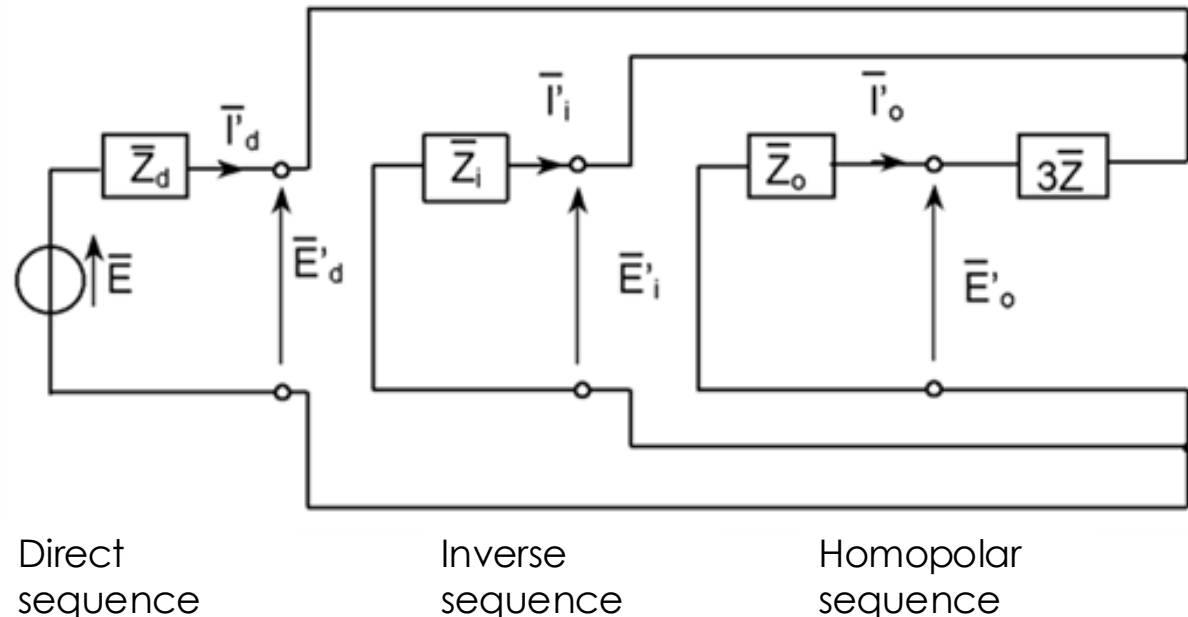 I̅'d
I̅'i
I̅'o
Z̅d
Z̅i
Z̅o
3Z̅
E̅
E̅'d
E̅'i
E̅'o
Direct
sequence
Inverse
sequence
Homopolar
sequence